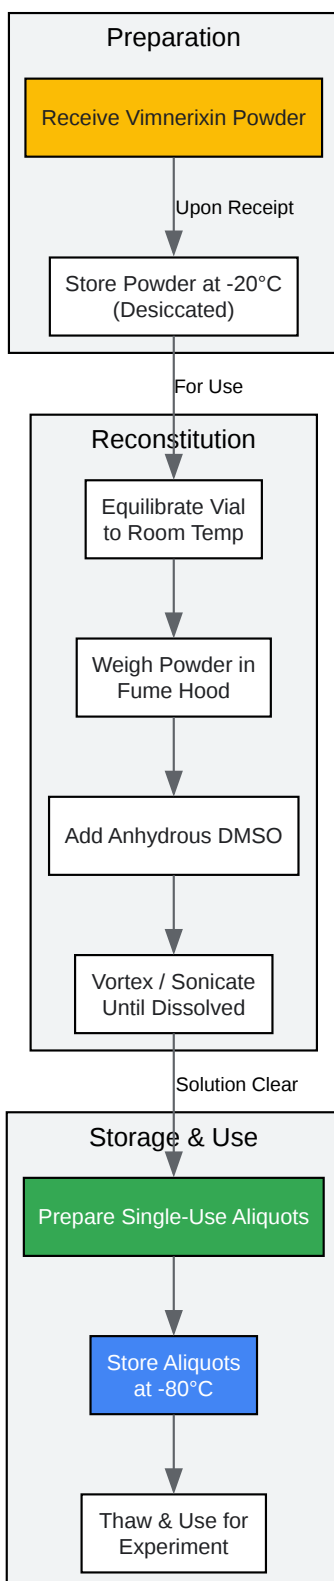 Preparation
Receive Vimnerixin Powder
Upon Receipt
Store Powder at -20°C
(Desiccated)
For Use
Reconstitution
Equilibrate Vial
to Room Temp
Weigh Powder in
Fume Hood
Add Anhydrous DMSO
Vortex / Sonicate
Until Dissolved
Solution Clear
Storage & Use
Prepare Single-Use Aliquots
Store Aliquots
at -80°C
Thaw & Use for
Experiment